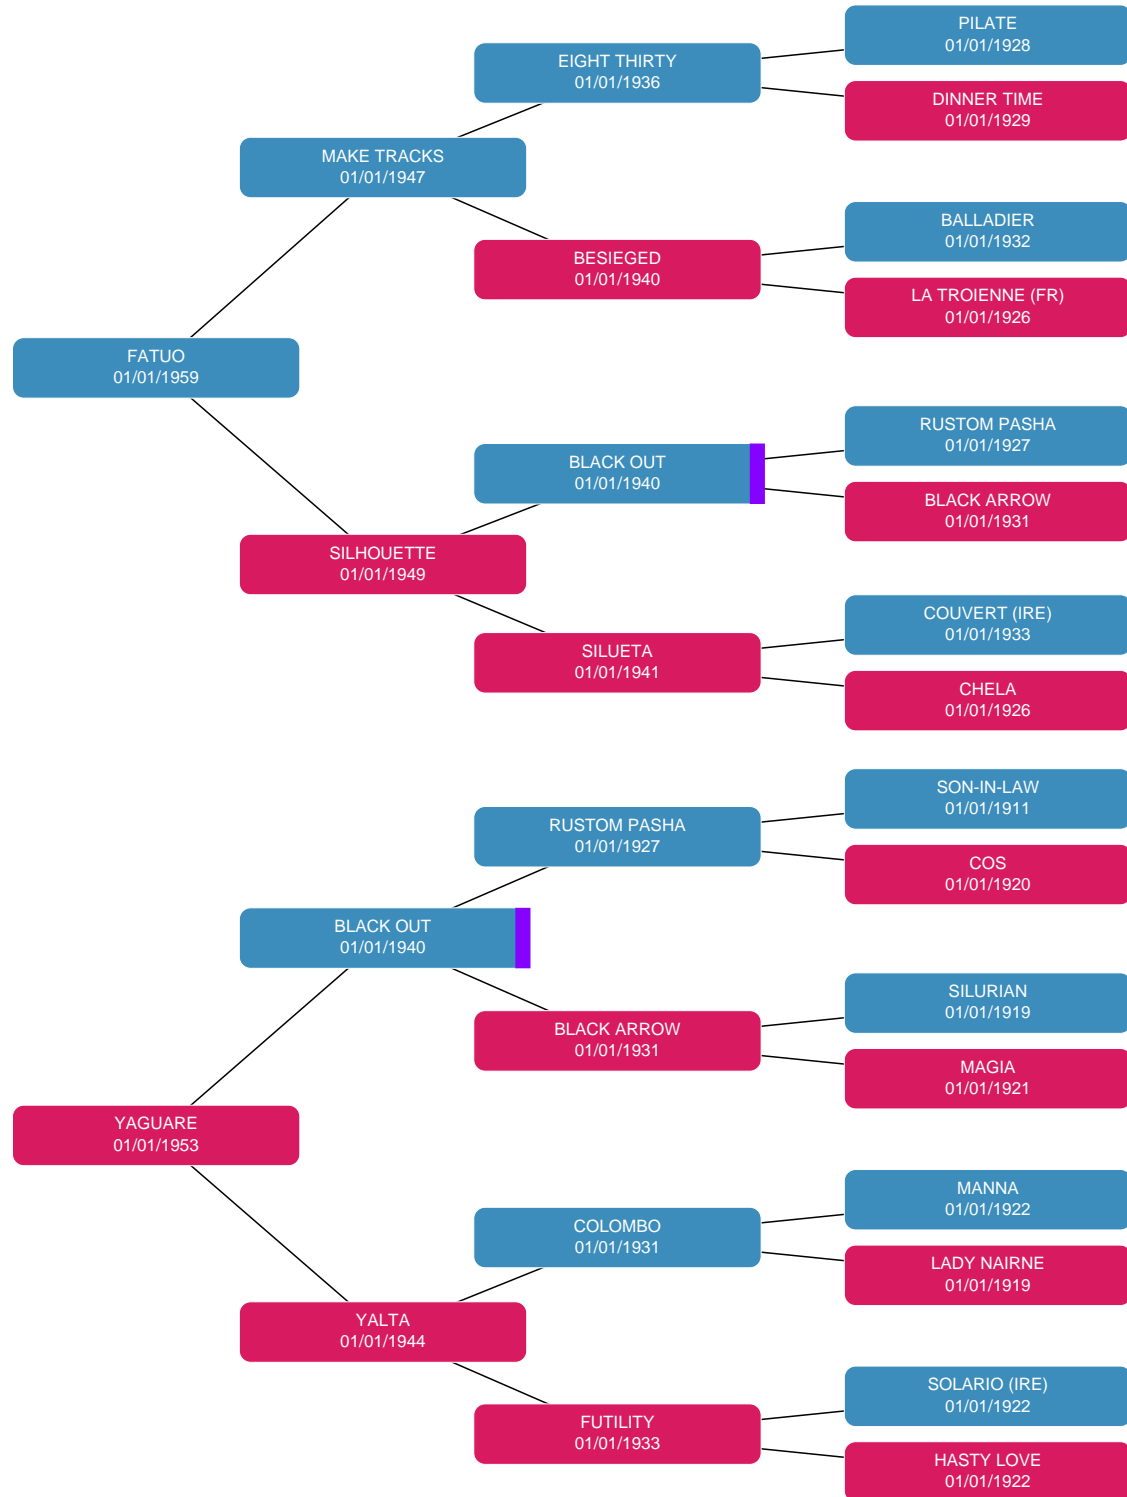 PILATE
01/01/1928
EIGHT THIRTY
01/01/1936
DINNER TIME
01/01/1929
MAKE TRACKS
01/01/1947
BALLADIER
01/01/1932
BESIEGED
01/01/1940
LA TROIENNE (FR)
01/01/1926
FATUO
01/01/1959
RUSTOM PASHA
01/01/1927
BLACK OUT
01/01/1940
BLACK ARROW
01/01/1931
SILHOUETTE
01/01/1949
COUVERT (IRE)
01/01/1933
SILUETA
01/01/1941
CHELA
01/01/1926
SON-IN-LAW
01/01/1911
RUSTOM PASHA
01/01/1927
COS
01/01/1920
BLACK OUT
01/01/1940
SILURIAN
01/01/1919
BLACK ARROW
01/01/1931
MAGIA
01/01/1921
YAGUARE
01/01/1953
MANNA
01/01/1922
COLOMBO
01/01/1931
LADY NAIRNE
01/01/1919
YALTA
01/01/1944
SOLARIO (IRE)
01/01/1922
FUTILITY
01/01/1933
HASTY LOVE
01/01/1922